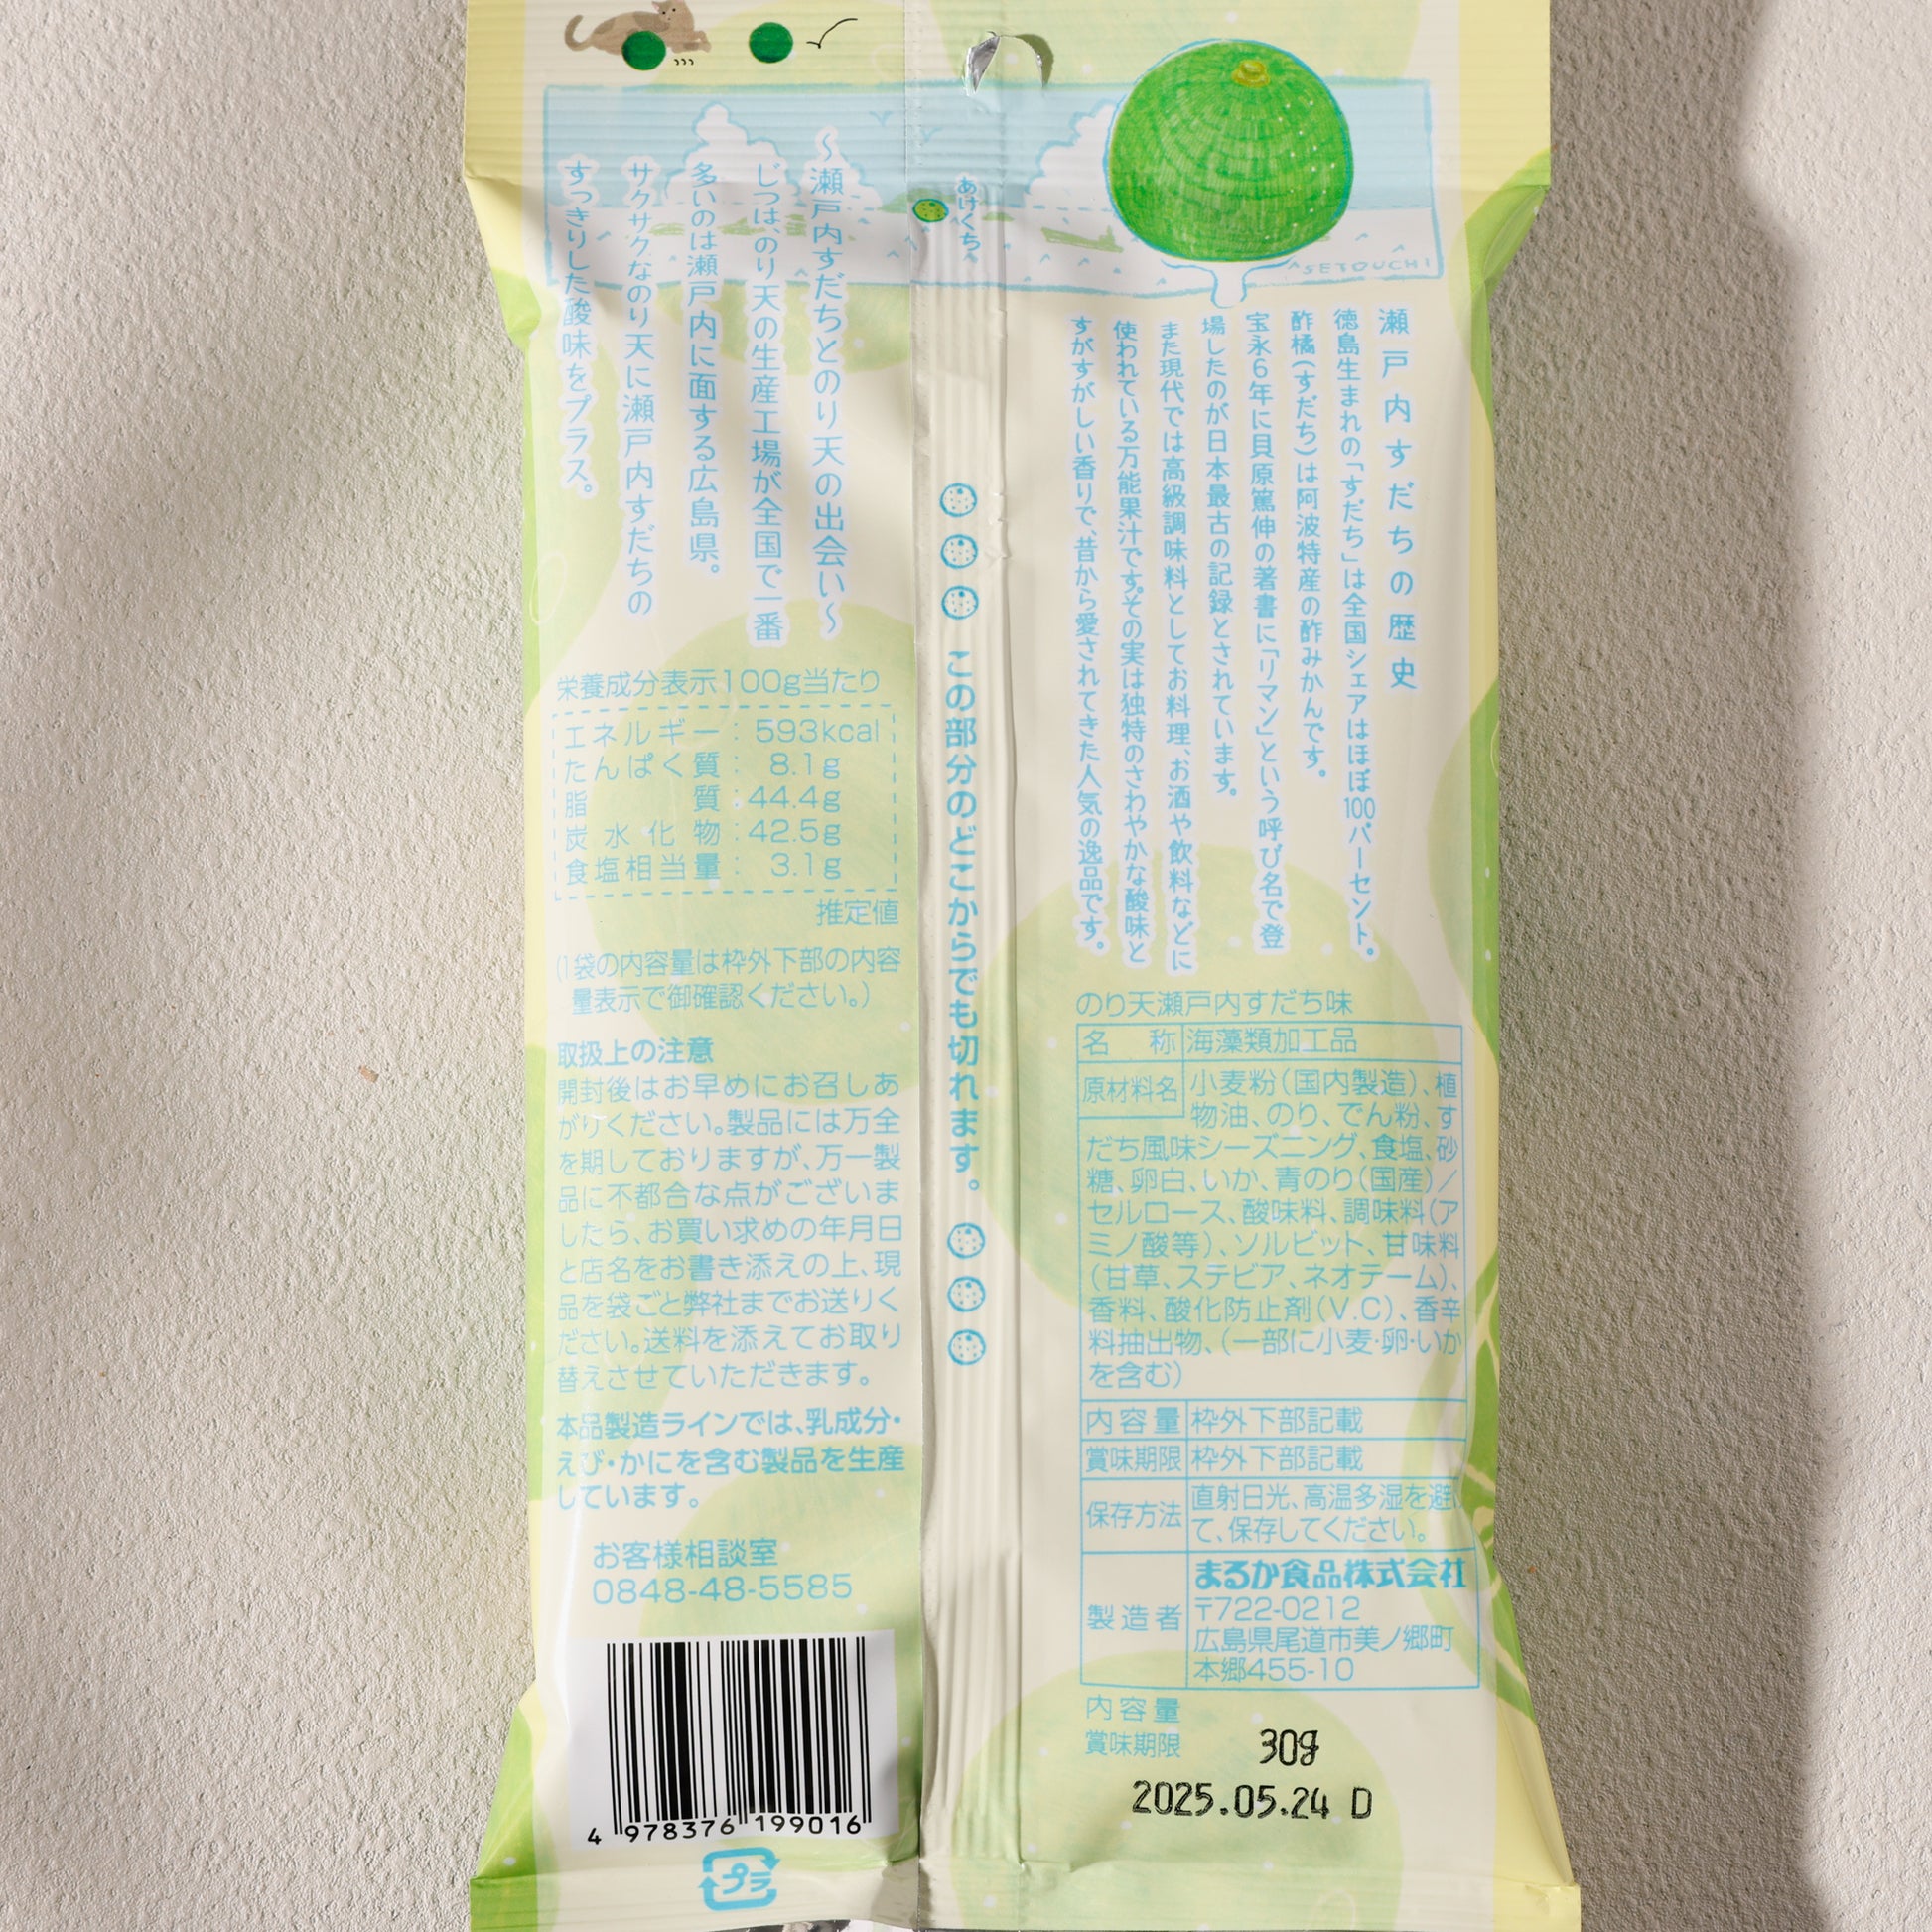 SETOUCHI
あけくち
瀬戸内すだちの歴史
徳島生まれの「すだち」は全国シェアはほぼ100パーセント。
酢橘(すだち)は阿波特産の酢みかんです。
宝永6年に貝原篤伸の著書に「リマン」という呼び名で登
場したのが日本最古の記録とされています。
また現代では高級調味料としてお料理、お酒や飲料などに
使われている万能果汁です。その実は独特のさわやかな酸味と
すがすがしい香りで、昔から愛されてきた人気の逸品です。
〜瀬戸内すだちとのり天の出会い〜
じつは、のり天の生産工場が全国で一番
多いのは瀬戸内に面する広島県。
サクサクなのり天に瀬戸内すだちの
すっきりした酸味をプラス。
この部分のどこからでも切れます。
栄養成分表示100g当たり
エネルギー:593kcal
たんぱく質:8.1g
脂質:44.4g
炭水化物:42.5g
食塩相当量:3.1g
推定値
(1袋の内容量は枠外下部の内容
量表示で御確認ください。)
取扱上の注意
開封後はお早めにお召しあ
がりください。製品には万全
を期しておりますが、万一製
品に不都合な点がございま
したら、お買い求めの年月日
と店名をお書き添えの上、現
品を袋ごと弊社までお送りく
ださい。送料を添えてお取り
替えさせていただきます。
本品製造ラインでは、乳成分・
えび・かにを含む製品を生産
しています。
お客様相談室
0848-48-5585
4 978376 199016
プラ
のり天瀬戸内すだち味
名称 海藻類加工品
原材料名 小麦粉(国内製造)、植
物油、のり、でん粉、す
だち風味シーズニング、食塩、砂
糖、卵白、いか、青のり(国産)/
セルロース、酸味料、調味料(ア
ミノ酸等)、ソルビット、甘味料
(甘草、ステビア、ネオテーム)、
香料、酸化防止剤(V.C)、香辛
料抽出物、(一部に小麦・卵・いか
を含む)
内容量 枠外下部記載
賞味期限 枠外下部記載
保存方法 直射日光、高温多湿を避け
て、保存してください。
製造者 まるか食品株式会社
〒722-0212
広島県尾道市美ノ郷町
本郷455-10
内容量
賞味期限
30g
2025.05.24 D